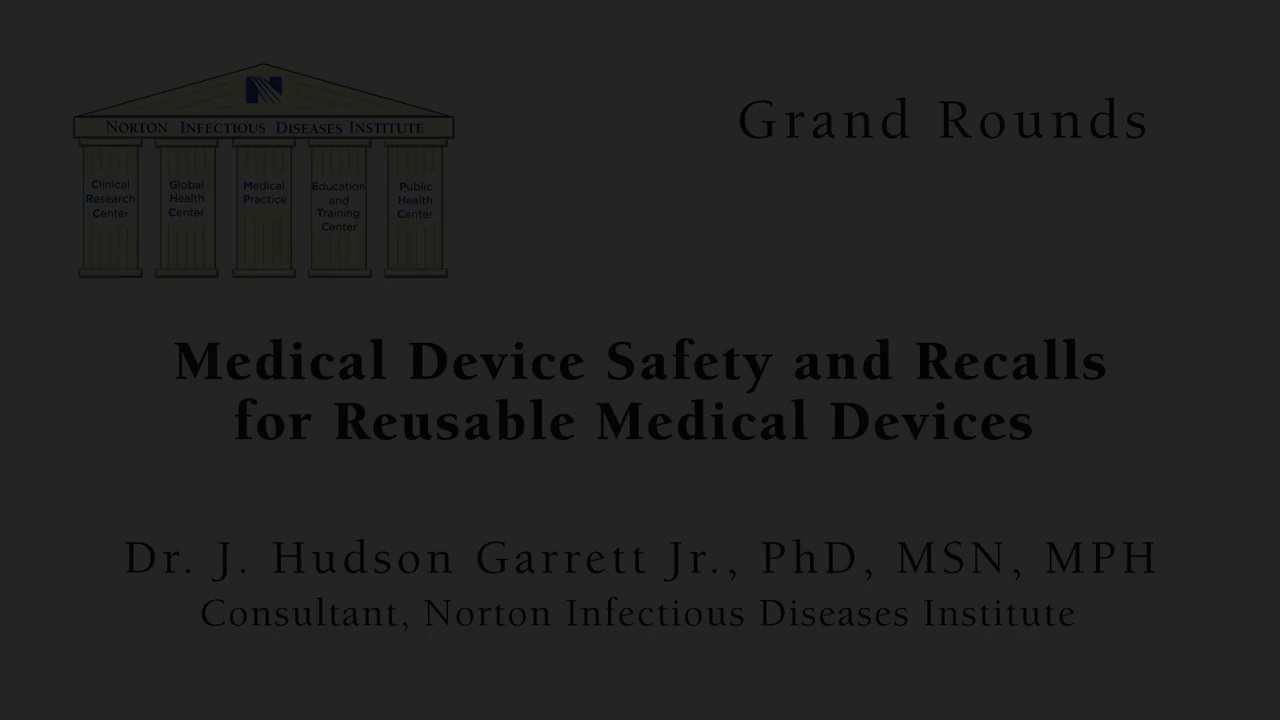 Grand Rounds
NORTON INFECTIOUS DISEASES INSTITUTE
Clinical
Research
Center
Global
Health
Center
Medical
Practice
Education
and
Training
Center
Public
Health
Center
Medical Device Safety and Recalls
for Reusable Medical Devices
Dr. J. Hudson Garrett Jr., PhD, MSN, MPH
Consultant, Norton Infectious Diseases Institute